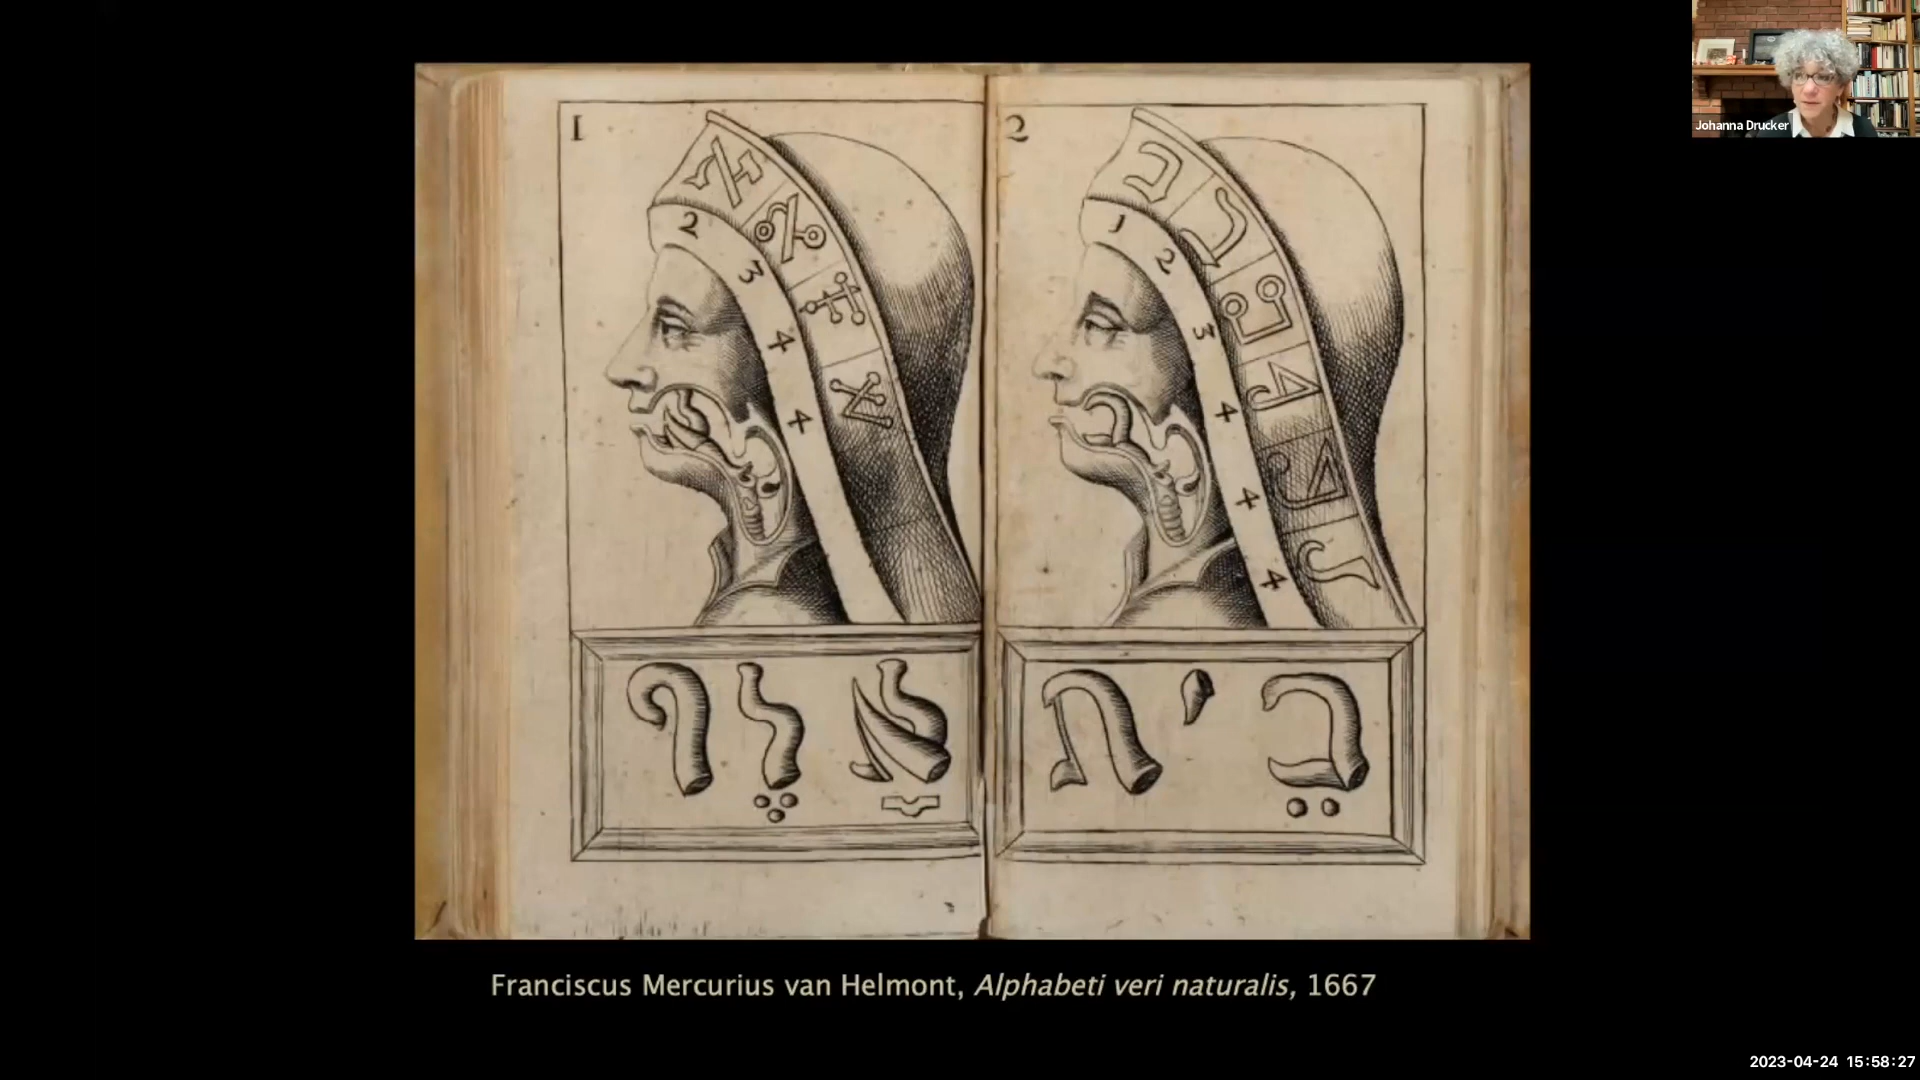 Johanna Drucker
1
2
א
2
א
3
4
4
ב
1
2
3
4
4
4
אלף
בית
Franciscus Mercurius van Helmont, Alphabeti veri naturalis, 1667
2023-04-24 15:58:27